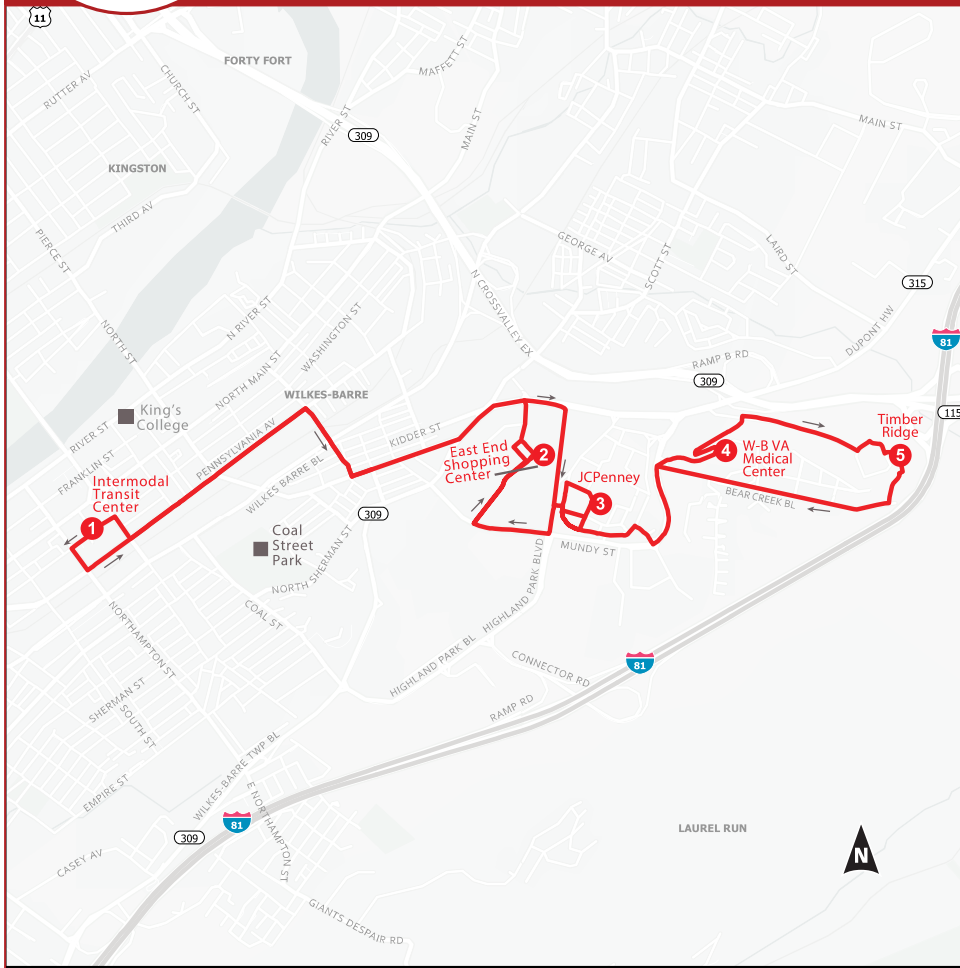 11
FORTY FORT
MAFFETT ST
RUTTER AV
CHURCH ST
RIVER ST
309
MAIN ST
MAIN ST
KINGSTON
THIRD AV
PIERCE ST
GEORGE AV
SCOTT ST
LAIRD ST
315
N CROSSVALLEY EX
DUPONT HW
81
N RIVER ST
WASHINGTON ST
NORTH ST
NORTH MAIN ST
RAMP B RD
309
115
WILKES-BARRE
King's
College
RIVER ST
FRANKLIN ST
PENNSYLVANIA AV
KIDDER ST
East End
Shopping
Center
2
4
W-B VA
Medical
Center
Timber
Ridge
5
WILKES BARRE BL
Intermodal
Transit
Center
1
JCPenney
3
BEAR CREEK BL
309
Coal
Street
Park
NORTH SHERMAN ST
MUNDY ST
HIGHLAND PARK BLVD
COAL ST
NORTHAMPTON ST
HIGHLAND PARK BL
CONNECTOR RD
81
RAMP RD
SHERMAN ST
SOUTH ST
WILKES-BARRE TWP BL
EMPIRE ST
E NORTHAMPTON ST
81
309
LAUREL RUN
N
CASEY AV
GIANTS DESPAIR RD